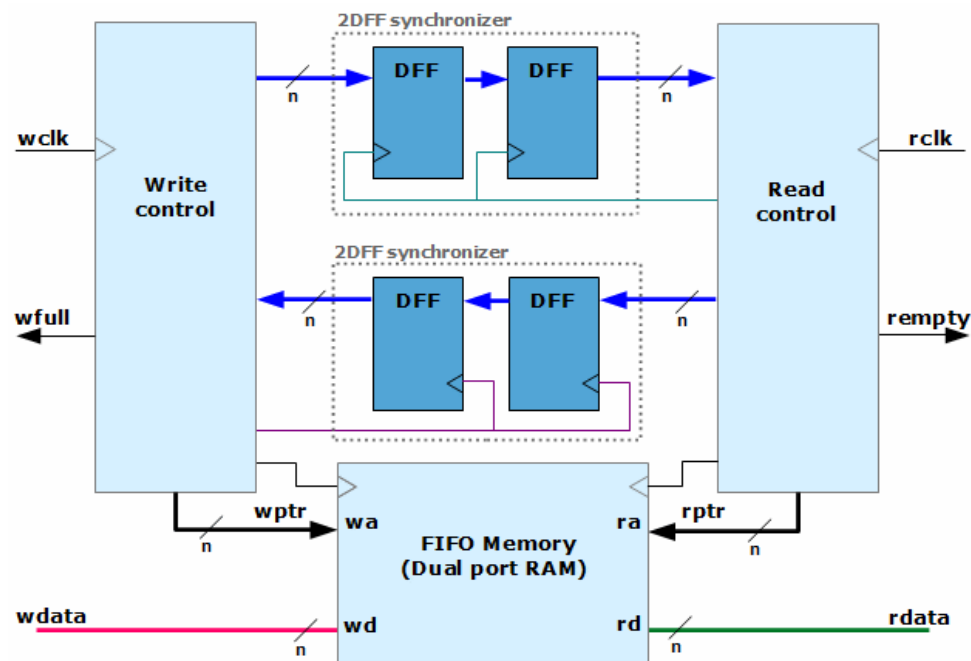 2DFF synchronizer
DFF
DFF
n
n
wclk
rclk
Write
control
Read
control
2DFF synchronizer
DFF
DFF
n
n
wfull
rempty
wptr
n
wa
ra
rptr
n
FIFO Memory
(Dual port RAM)
wdata
n
wd
rd
n
rdata